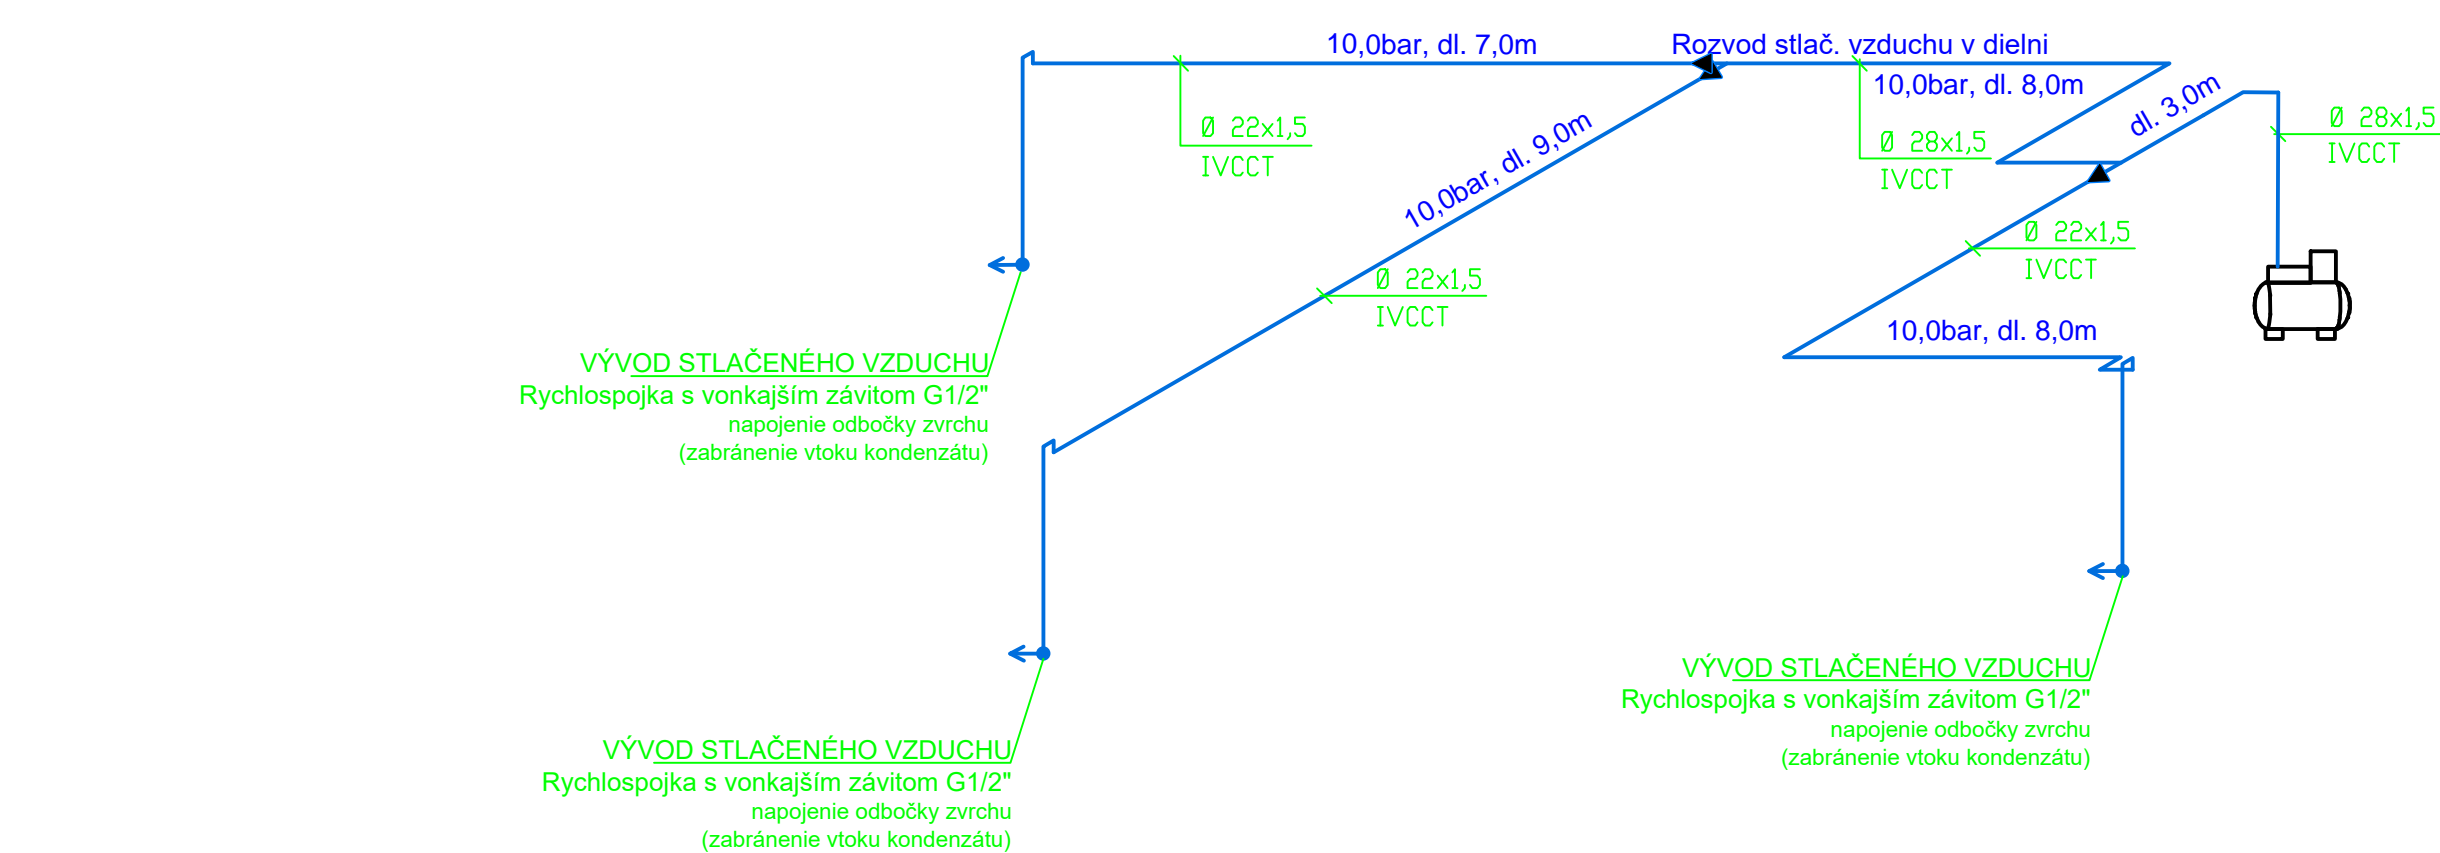 10,0bar, dl. 7,0m
Rozvod stlač. vzduchu v dielni
10,0bar, dl. 8,0m
dl. 3,0m
Ø 28x1,5
IVCCT
Ø 22x1,5
IVCCT
Ø 28x1,5
IVCCT
10,0bar, dl. 9,0m
Ø 22x1,5
IVCCT
Ø 22x1,5
IVCCT
10,0bar, dl. 8,0m
VÝVOD STLAČENÉHO VZDUCHU
Rychlospojka s vonkajším závitom G1/2"
napojenie odbočky zvrchu
(zabránenie vtoku kondenzátu)
VÝVOD STLAČENÉHO VZDUCHU
Rychlospojka s vonkajším závitom G1/2"
napojenie odbočky zvrchu
(zabránenie vtoku kondenzátu)
VÝVOD STLAČENÉHO VZDUCHU
Rychlospojka s vonkajším závitom G1/2"
napojenie odbočky zvrchu
(zabránenie vtoku kondenzátu)